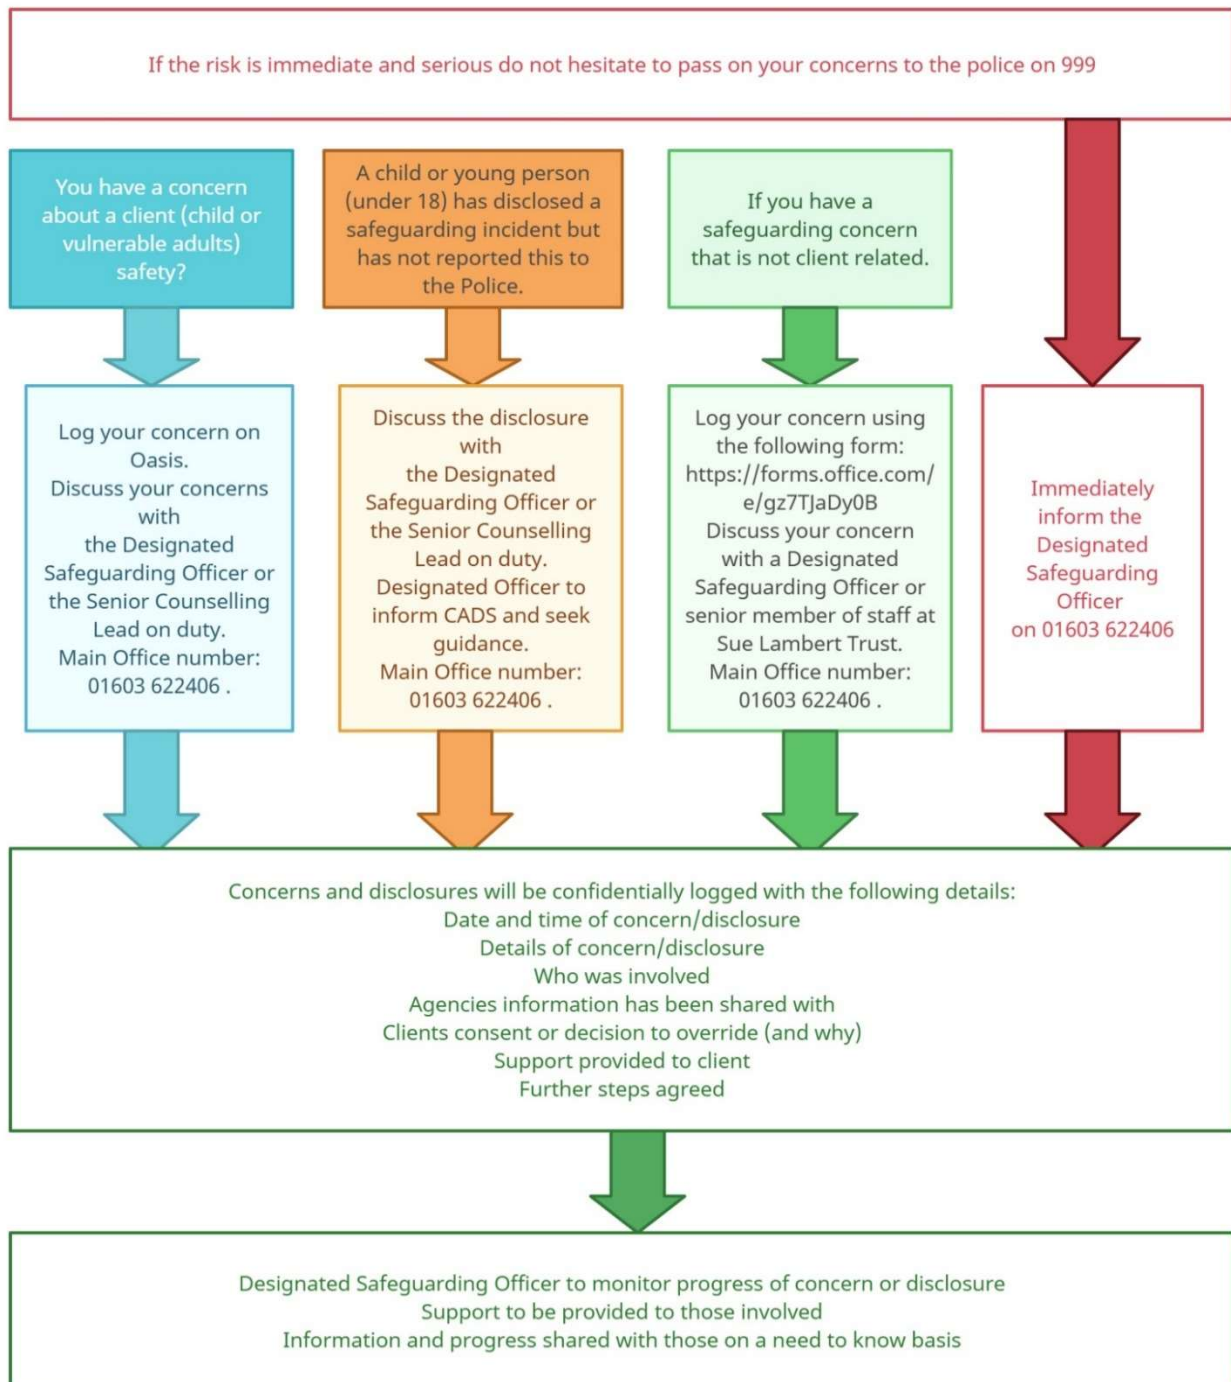 If the risk is immediate and serious do not hesitate to pass on your concerns to the police on 999
You have a concern
about a client (child or
vulnerable adults)
safety?
A child or young person
(under 18) has disclosed a
safeguarding incident but
has not reported this to
the Police.
If you have a
safeguarding concern
that is not client related.
Log your concern on
Oasis.
Discuss your concerns
with
the Designated
Safeguarding Officer or
the Senior Counselling
Lead on duty.
Main Office number:
01603 622406 .
Discuss the disclosure
with
the Designated
Safeguarding Officer or
the Senior Counselling
Lead on duty.
Designated Officer to
inform CADS and seek
guidance.
Main Office number:
01603 622406 .
Log your concern using
the following form:
https://forms.office.com/
e/gz7TJaDy0B
Discuss your concern
with a Designated
Safeguarding Officer or
senior member of staff at
Sue Lambert Trust.
Main Office number:
01603 622406 .
Immediately
inform the
Designated
Safeguarding
Officer
on 01603 622406
Concerns and disclosures will be confidentially logged with the following details:
Date and time of concern/disclosure
Details of concern/disclosure
Who was involved
Agencies information has been shared with
Clients consent or decision to override (and why)
Support provided to client
Further steps agreed
Designated Safeguarding Officer to monitor progress of concern or disclosure
Support to be provided to those involved
Information and progress shared with those on a need to know basis